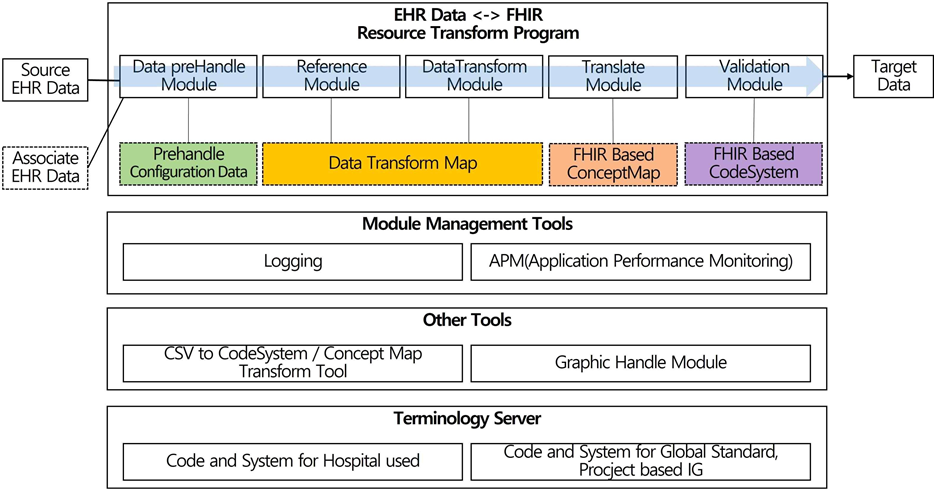 EHR Data <-> FHIR
Resource Transform Program
Source
EHR Data
Data preHandle
Module
Reference
Module
DataTransform
Module
Translate
Module
Validation
Module
Target
Data
Associate
EHR Data
Prehandle
Configuration Data
Data Transform Map
FHIR Based
ConceptMap
FHIR Based
CodeSystem
Module Management Tools
Logging
APM(Application Performance Monitoring)
Other Tools
CSV to CodeSystem / Concept Map
Transform Tool
Graphic Handle Module
Terminology Server
Code and System for Hospital used
Code and System for Global Standard,
Procject based IG